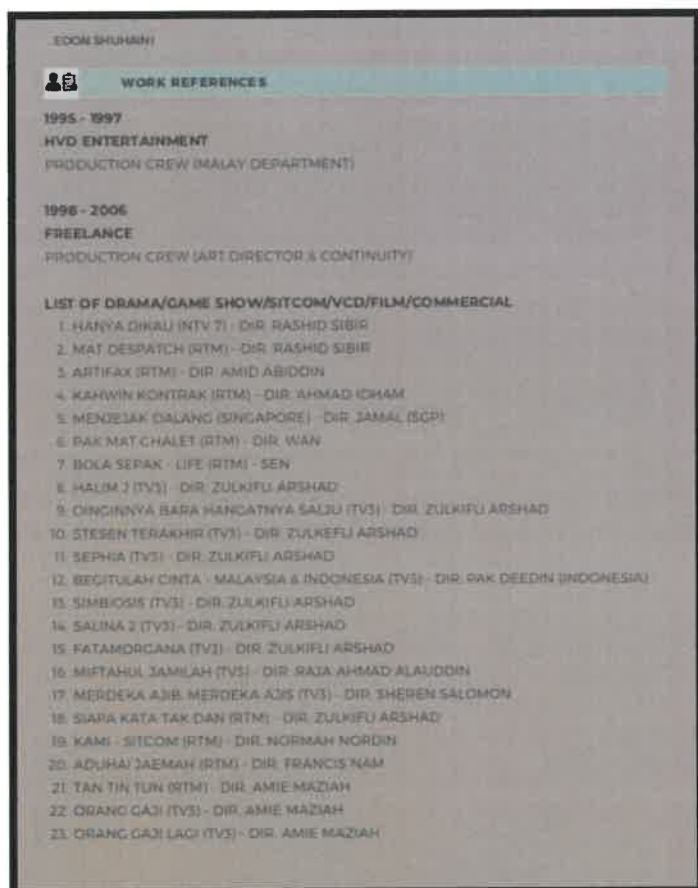 EDON SHUHAINI
WORK REFERENCES
1995 - 1997
HVD ENTERTAINMENT
PRODUCTION CREW (MALAY DEPARTMENT)
1998 - 2006
FREELANCE
PRODUCTION CREW (ART DIRECTOR & CONTINUITY)
LIST OF DRAMA/GAME SHOW/SITCOM/VCD/FILM/COMMERCIAL
1. HANYA DIKAU (NTV 7) - DIR. RASHID SIBIR
2. MAT DESPATCH (RTM) - DIR. RASHID SIBIR
3. ARTIFAX (RTM) - DIR. AMID ABIDDIN
4. KAHWIN KONTRAK (RTM) - DIR. AHMAD IDHAM
5. MENJEJAK DALANG (SINGAPORE) - DIR. JAMAL (SGP)
6. PAK MAT CHALET (RTM) - DIR. WAN
7. BOLA SEPAK - LIFE (RTM) - SEN
8. HALIM 2 (TV3) - DIR. ZULKIFLI ARSHAD
9. DINGINNYA BARA HANGATNYA SALJU (TV3) - DIR. ZULKIFLI ARSHAD
10. STESEN TERAKHIR (TV3) - DIR. ZULKEFLI ARSHAD
11. SEPHIA (TV3) - DIR. ZULKIFLI ARSHAD
12. BEGITULAH CINTA - MALAYSIA & INDONESIA (TV3) - DIR. PAK DEEDIN (INDONESIA)
13. SIMBIOSIS (TV3) - DIR. ZULKIFLI ARSHAD
14. SALINA 2 (TV3) - DIR. ZULKIFLI ARSHAD
15. FATAMORGANA (TV3) - DIR. ZULKIFLI ARSHAD
16. MIFTAHUL JAMILAH (TV3) - DIR. RAJA AHMAD ALAUDDIN
17. MERDEKA AJIB, MERDEKA AJIS (TV3) - DIR. SHEREN SALOMON
18. SIAPA KATA TAK DAN (RTM) - DIR. ZULKIFLI ARSHAD
19. KAMI - SITCOM (RTM) - DIR. NORMAH NORDIN
20. ADUHAI JAEMAH (RTM) - DIR. FRANCIS NAM
21. TAN TIN TUN (RTM) - DIR. AMIE MAZIAH
22. ORANG GAJI (TV3) - DIR. AMIE MAZIAH
23. ORANG GAJI LAGI (TV3) - DIR. AMIE MAZIAH